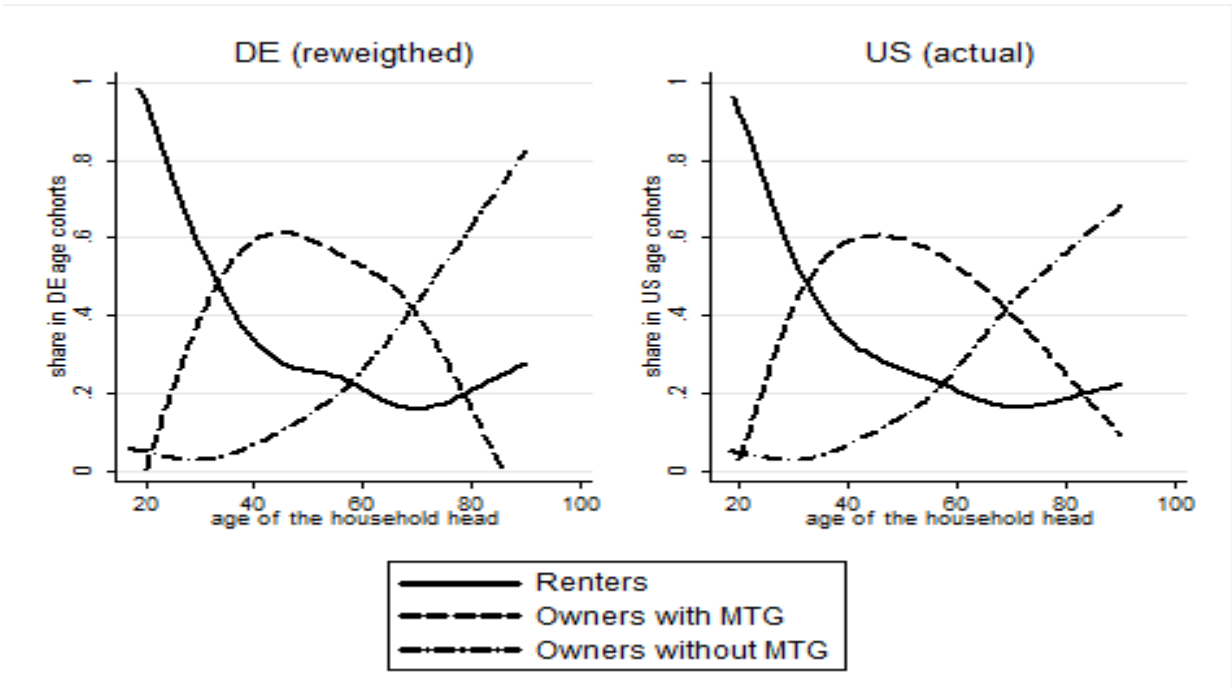 DE (reweigthed)
share in DE age cohorts
1
.8
.6
.4
.2
0
20 40 60 80 100
age of the household head
US (actual)
share in US age cohorts
1
.8
.6
.4
.2
0
20 40 60 80 100
age of the household head
Renters
Owners with MTG
Owners without MTG